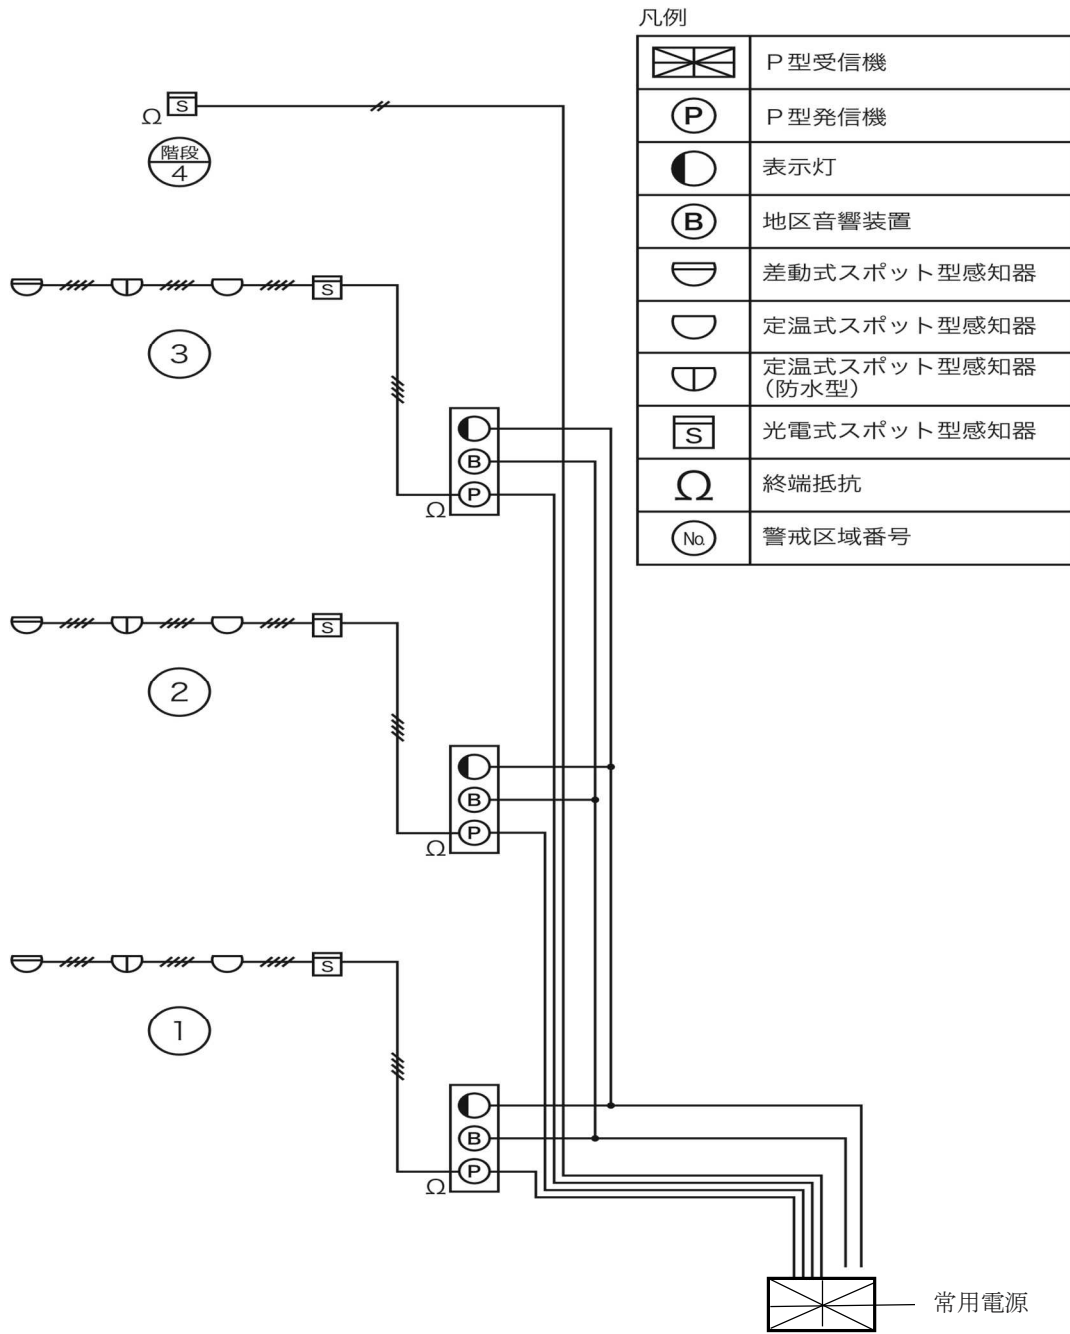 凡例
P型受信機
P P型発信機
表示灯
B 地区音響装置
差動式スポット型感知器
定温式スポット型感知器
定温式スポット型感知器
(防水型)
S 光電式スポット型感知器
Ω 終端抵抗
No. 警戒区域番号
Ω S
階段
4
S
3
B
P
Ω
S
2
B
P
Ω
S
1
B
P
Ω
常用電源